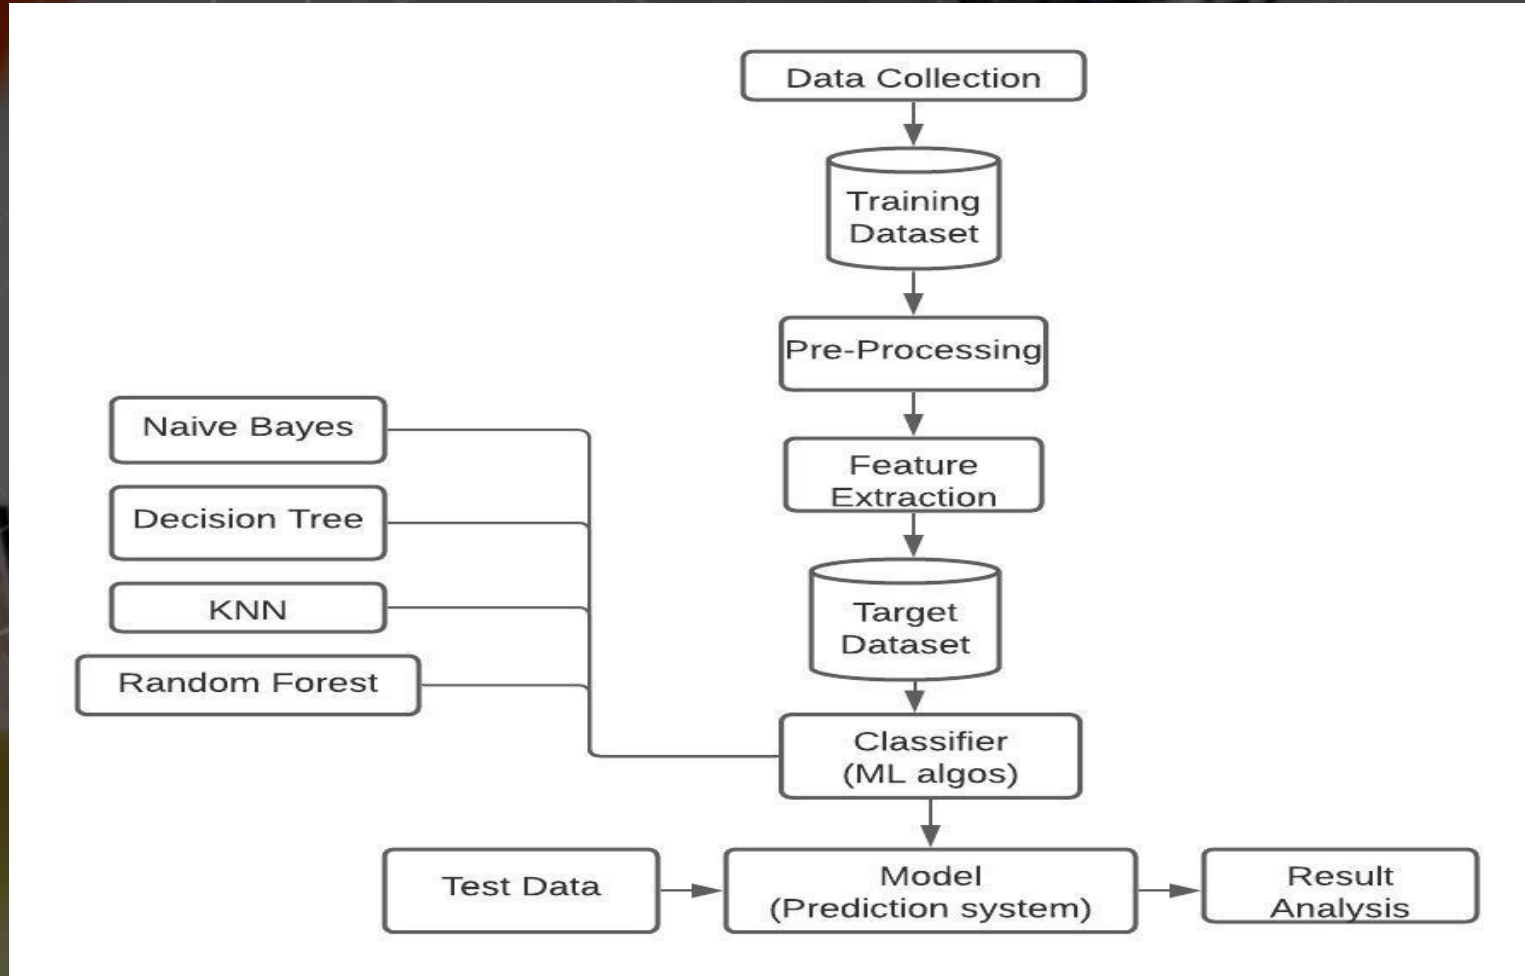 Data Collection
Training
Dataset
Pre-Processing
Feature
Extraction
Target
Dataset
Naive Bayes
Decision Tree
KNN
Random Forest
Classifier
(ML algos)
Test Data
Model
(Prediction system)
Result
Analysis